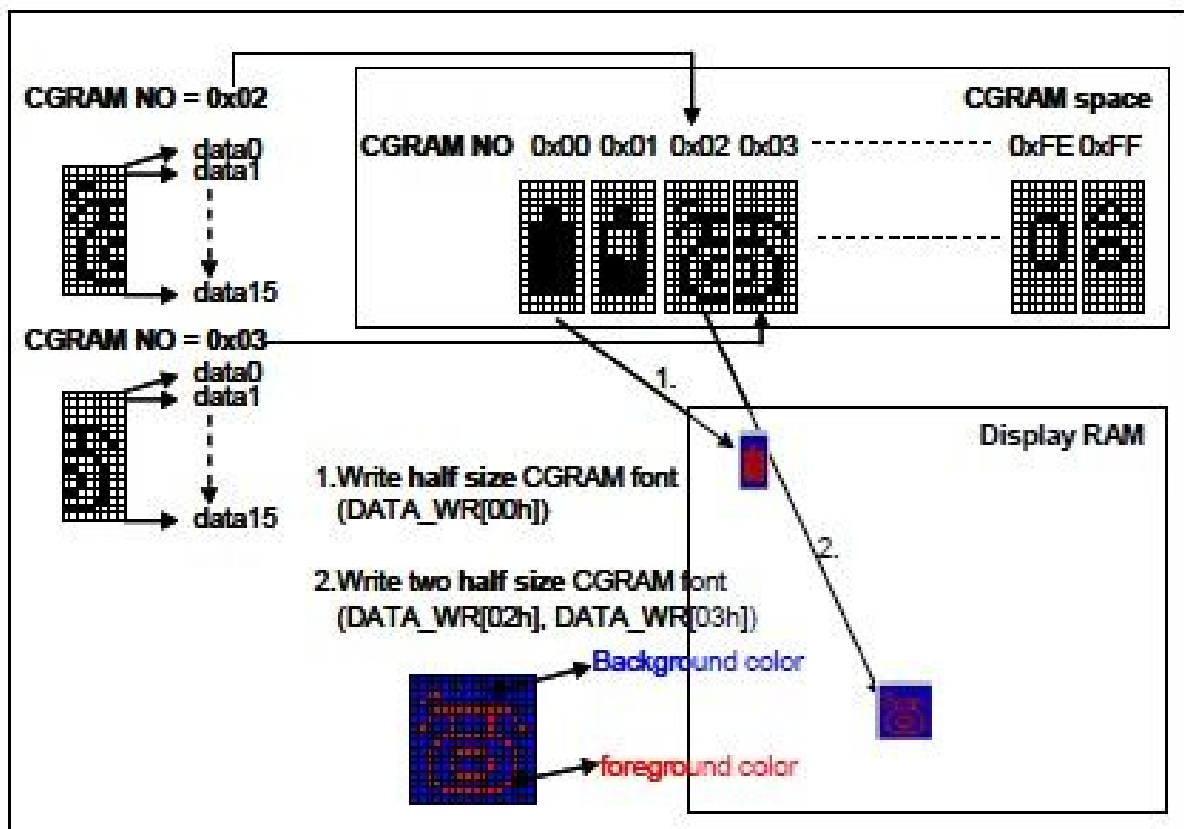 CGRAM NO = 0x02
data0
data1
data15
CGRAM NO = 0x03
data0
data1
data15
CGRAM space
CGRAM NO 0x00 0x01 0x02 0x03 0xFE 0xFF
1.
2.
Display RAM
1.Write half size CGRAM font
(DATA_WR[00h])
2.Write two half size CGRAM font
(DATA_WR[02h], DATA_WR[03h])
Background color
foreground color